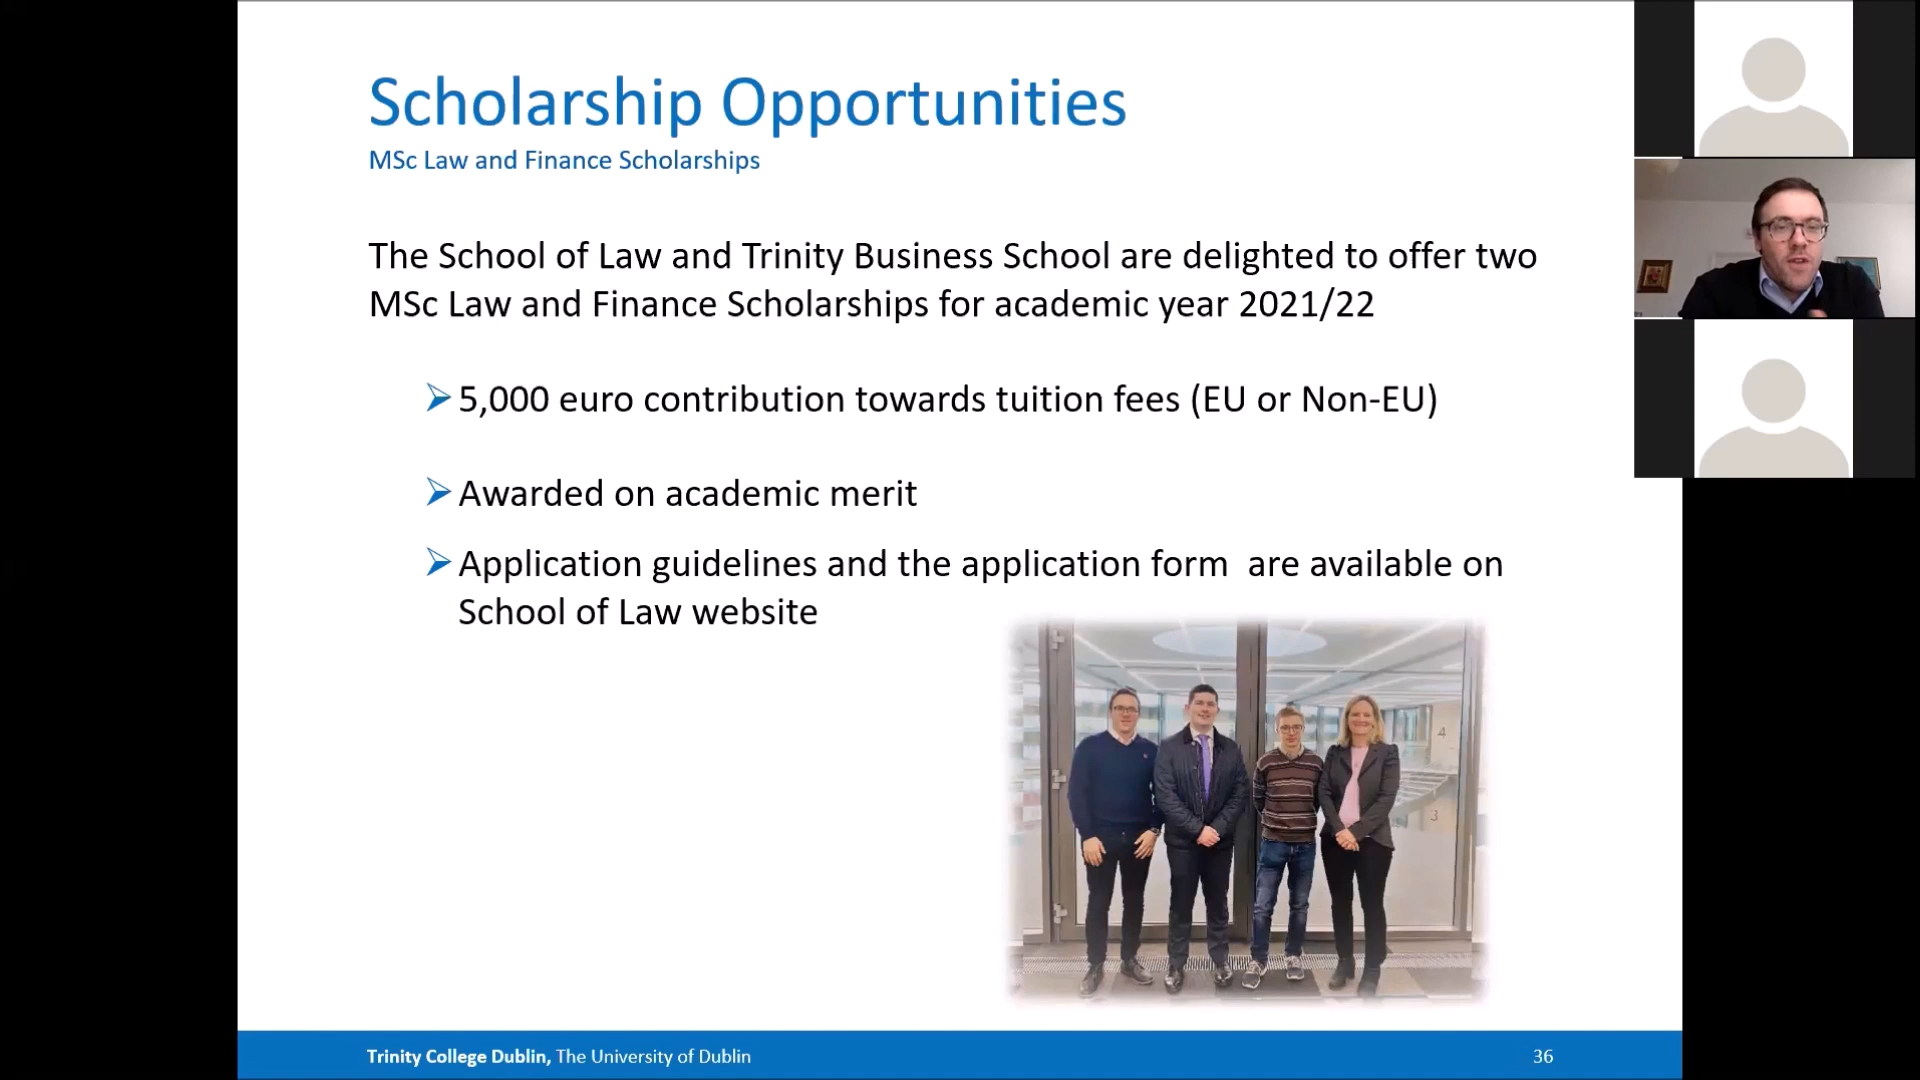 Scholarship Opportunities
MSc Law and Finance Scholarships
The School of Law and Trinity Business School are delighted to offer two
MSc Law and Finance Scholarships for academic year 2021/22
5,000 euro contribution towards tuition fees (EU or Non-EU)
Awarded on academic merit
Application guidelines and the application form  are available on
School of Law website
4
3
Trinity College Dublin, The University of Dublin
36